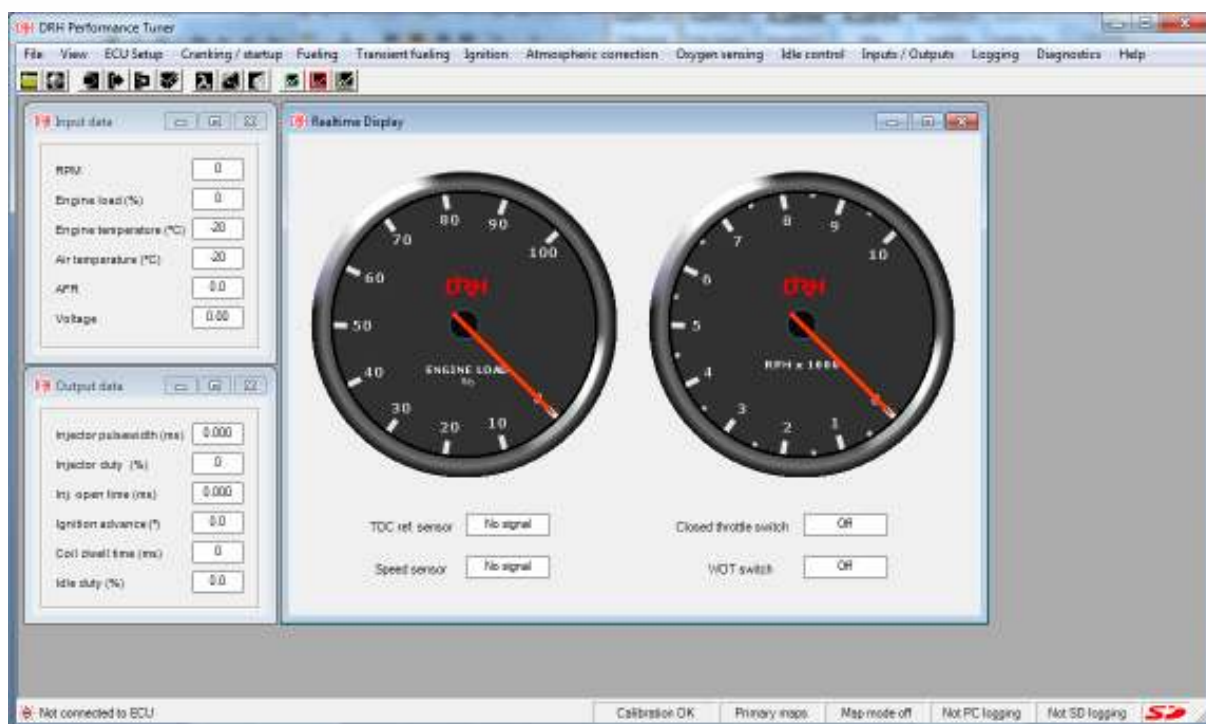 DRH Performance Tuner
File View ECU Setup Cranking / startup Fueling Transient fueling Ignition Atmospheric correction Oxygen sensing Idle control Inputs / Outputs Logging Diagnostics Help
Input data
RPM 0
Engine load (%) 0
Engine temperature (°C) -20
Air temparature (°C) -20
AFR 0.0
Voltage 0.00
Output data
Injector pulsewidth (ms) 0.000
Injector duty (%) 0
Inj. open time (ms) 0.000
Ignition advance (°) 0.0
Coil dwell time (ms) 0
Idle duty (%) 0.0
Realtime Display
80 90
70 100
60
50
40
30
20 10 0
DRH
ENGINE LOAD
%
8 9
7 10
6
5
4
3
2 1 0
DRH
RPM x 1000
TDC ref. sensor No signal
Closed throttle switch Off
Speed sensor No signal
WOT switch Off
Not connected to ECU Calibration OK Primary maps Map mode off Not PC logging Not SD logging SD